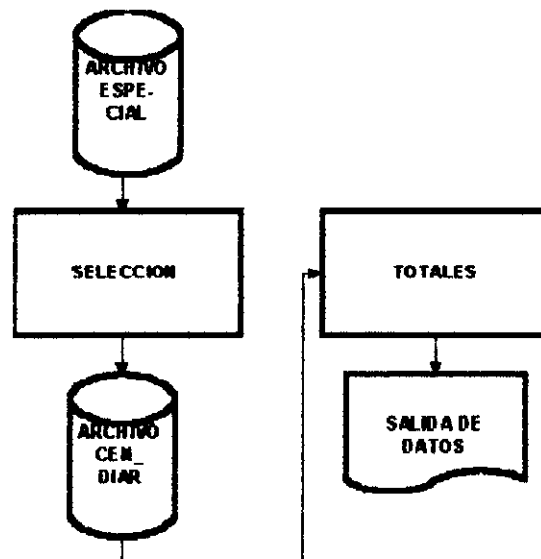 ARCHIVO
ESPE-
CIAL
SELECCION
ARCHIVO
CEN_
DIAR
TOTALES
SALIDA DE
DATOS